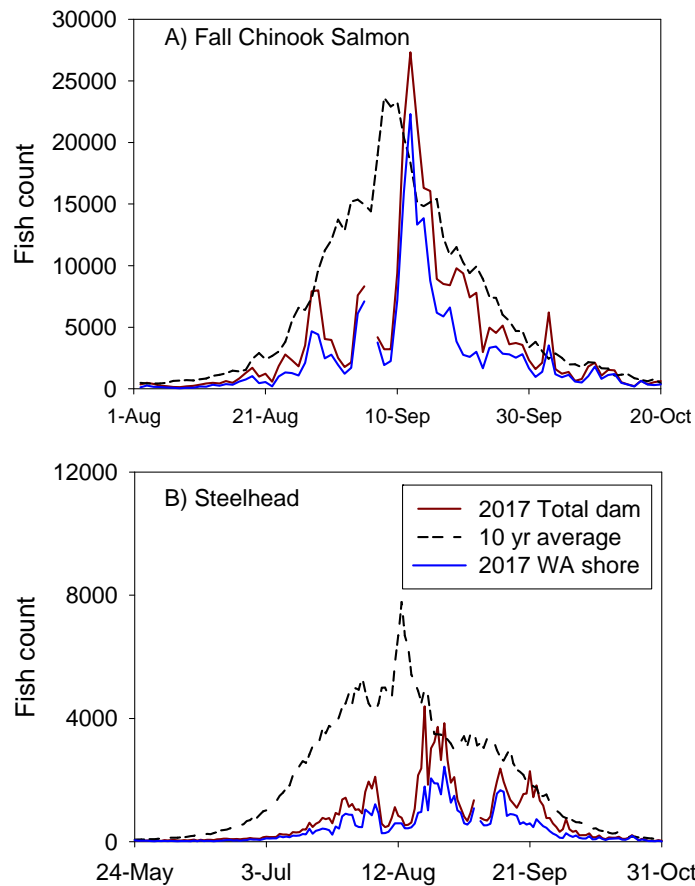 A) Fall Chinook Salmon
Fish count
30000
25000
20000
15000
10000
5000
0
1-Aug 21-Aug 10-Sep 30-Sep 20-Oct
B) Steelhead
2017 Total dam
10 yr average
2017 WA shore
Fish count
12000
8000
4000
0
24-May 3-Jul 12-Aug 21-Sep 31-Oct